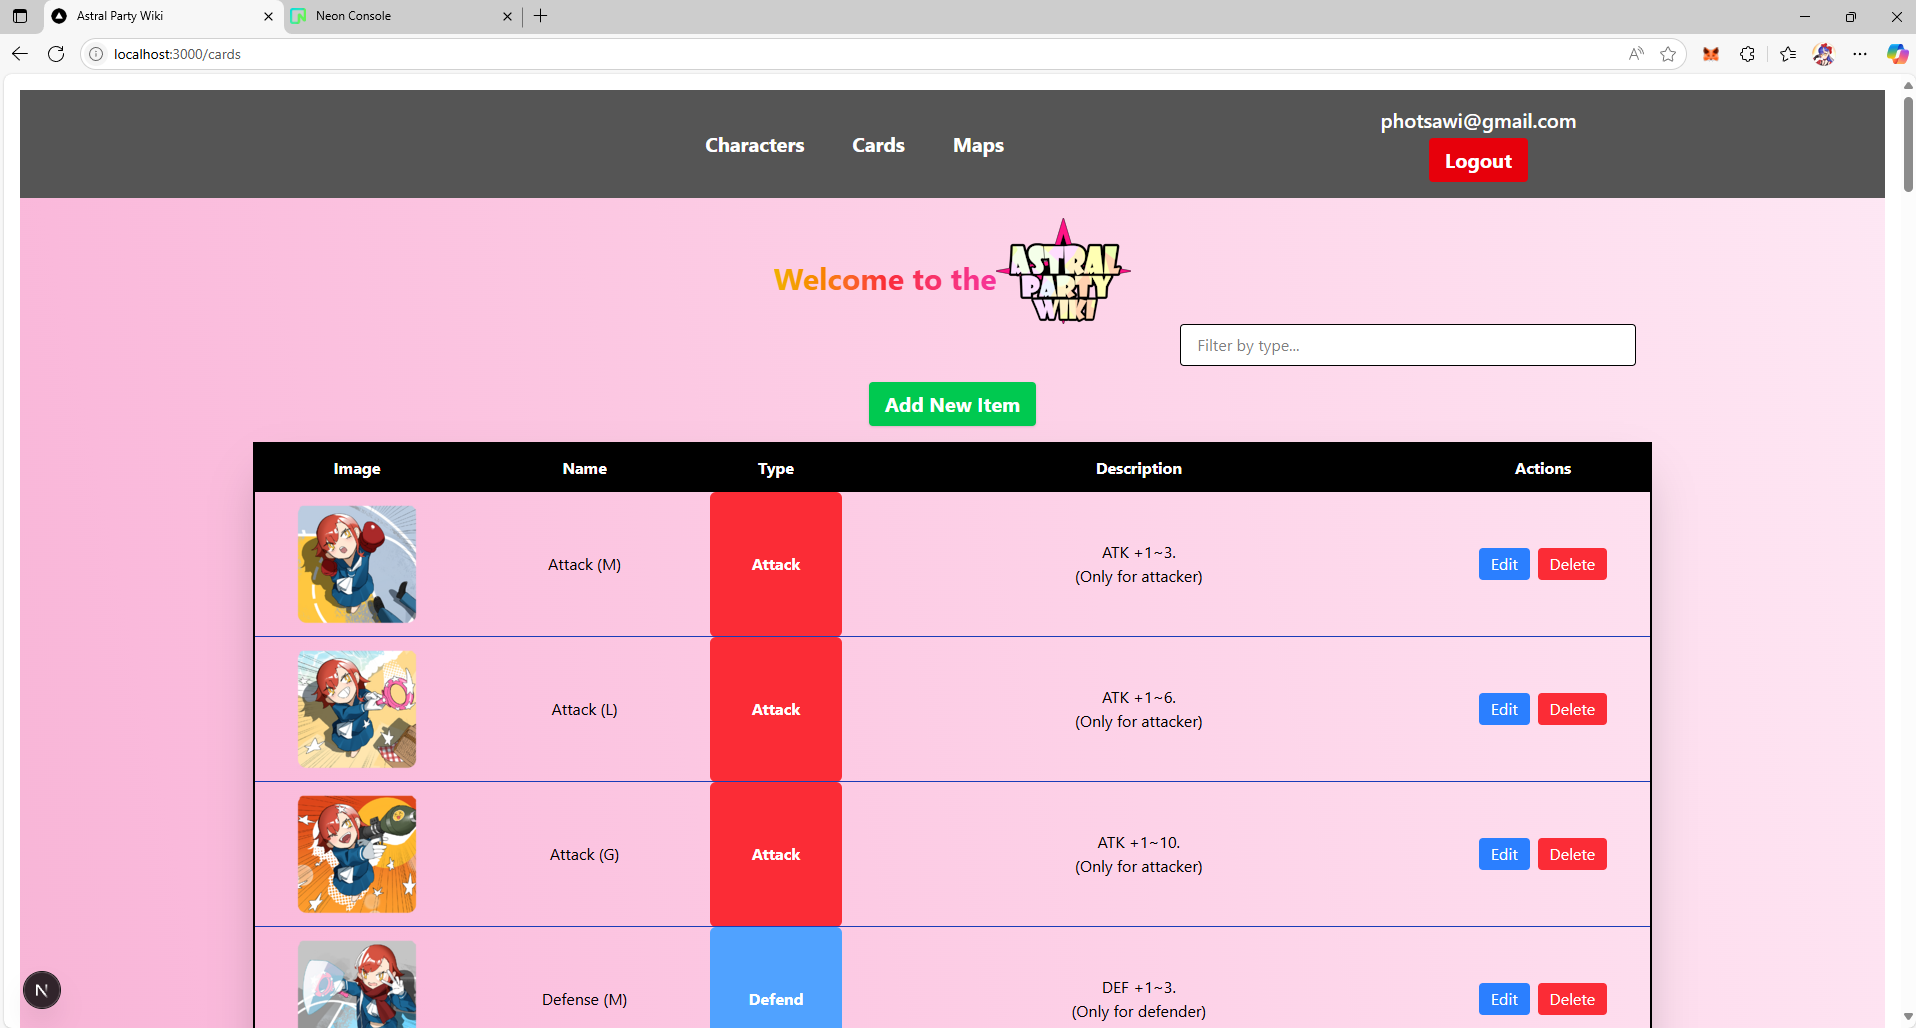 Astral Party Wiki
Neon Console
localhost:3000/cards
Characters
Cards
Maps
photsawi@gmail.com
Logout
Welcome to the
ASTRAL
PARTY
WIKI
Filter by type...
Add New Item
Image Name Type Description Actions
Attack (M) Attack ATK +1~3.
(Only for attacker) Edit Delete
Attack (L) Attack ATK +1~6.
(Only for attacker) Edit Delete
Attack (G) Attack ATK +1~10.
(Only for attacker) Edit Delete
Defense (M) Defend DEF +1~3.
(Only for defender) Edit Delete
N